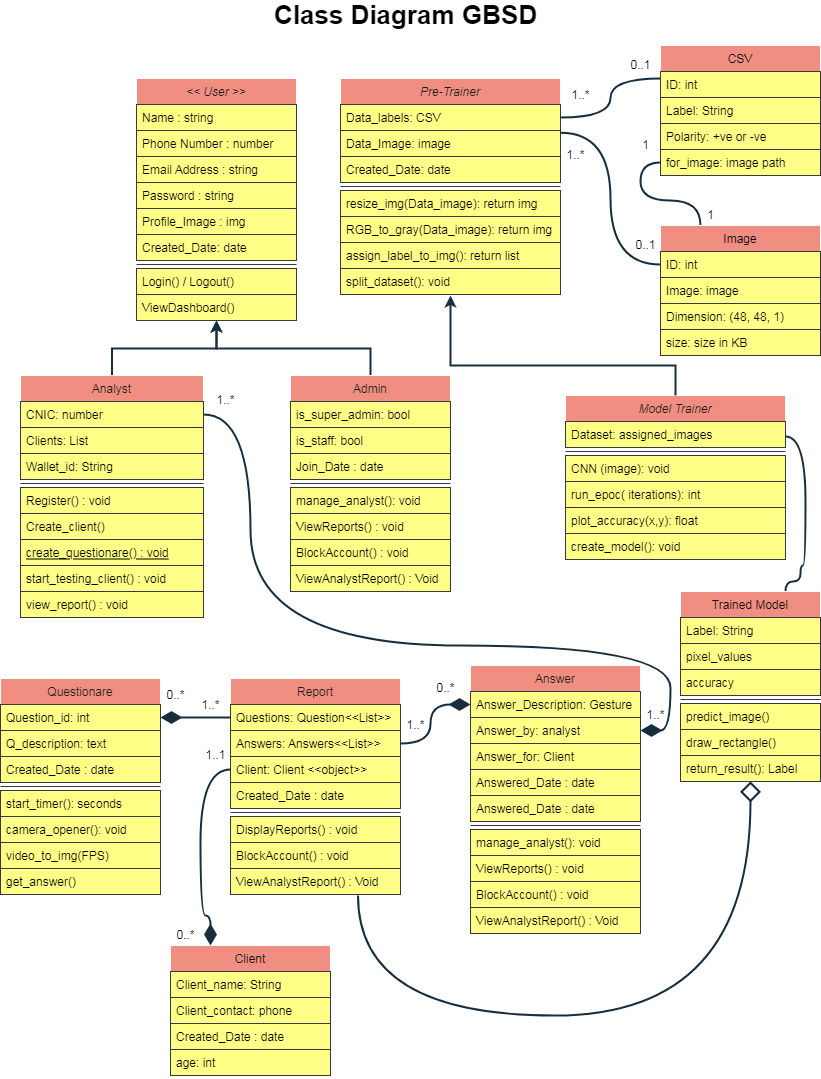 Class Diagram GBSD
<< User >>
Name : string
Phone Number : number
Email Address : string
Password : string
Profile_Image : img
Created_Date: date
Login() / Logout()
ViewDashboard()
Pre-Trainer
Data_labels: CSV
Data_Image: image
Created_Date: date
resize_img(Data_image): return img
RGB_to_gray(Data_image): return img
assign_label_to_img(): return list
split_dataset(): void
1..*
0..1
1..*
0..1
CSV
ID: int
Label: String
Polarity: +ve or -ve
for_image: image path
1
1
Image
ID: int
Image: image
Dimension: (48, 48, 1)
size: size in KB
Analyst
CNIC: number
Clients: List
Wallet_id: String
Register() : void
Create_client()
create_questionare() : void
start_testing_client() : void
view_report() : void
1..*
Admin
is_super_admin: bool
is_staff: bool
Join_Date : date
manage_analyst(): void
ViewReports() : void
BlockAccount() : void
ViewAnalystReport() : Void
Model Trainer
Dataset: assigned_images
CNN (image): void
run_epoc( iterations): int
plot_accuracy(x,y): float
create_model(): void
Trained Model
Label: String
pixel_values
accuracy
predict_image()
draw_rectangle()
return_result(): Label
Questionare
Question_id: int
Q_description: text
Created_Date : date
start_timer(): seconds
camera_opener(): void
video_to_img(FPS)
get_answer()
0..*
1..*
1..1
Report
Questions: Question<<List>>
Answers: Answers<<List>>
Client: Client <<object>>
Created_Date : date
DisplayReports() : void
BlockAccount() : void
ViewAnalystReport() : Void
0..*
1..*
Answer
Answer_Description: Gesture
Answer_by: analyst
Answer_for: Client
Answered_Date : date
Answered_Date : date
manage_analyst(): void
ViewReports() : void
BlockAccount() : void
ViewAnalystReport() : Void
1..*
0..*
Client
Client_name: String
Client_contact: phone
Created_Date : date
age: int